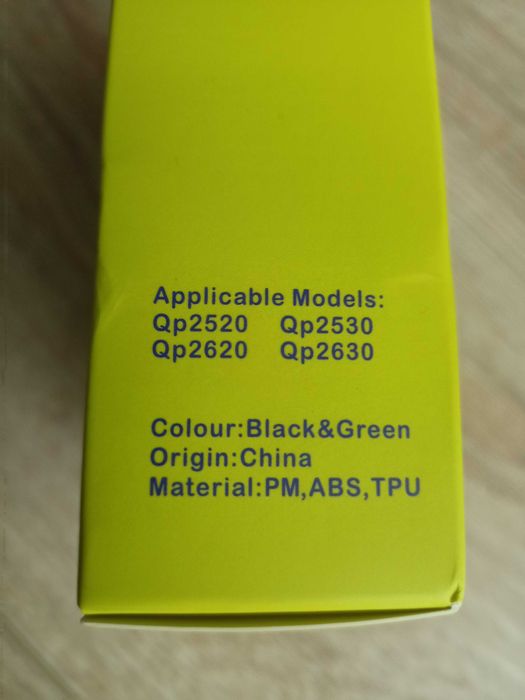 Applicable Models:
Qp2520 Qp2530
Qp2620 Qp2630
Colour:Black&Green
Origin:China
Material:PM,ABS,TPU